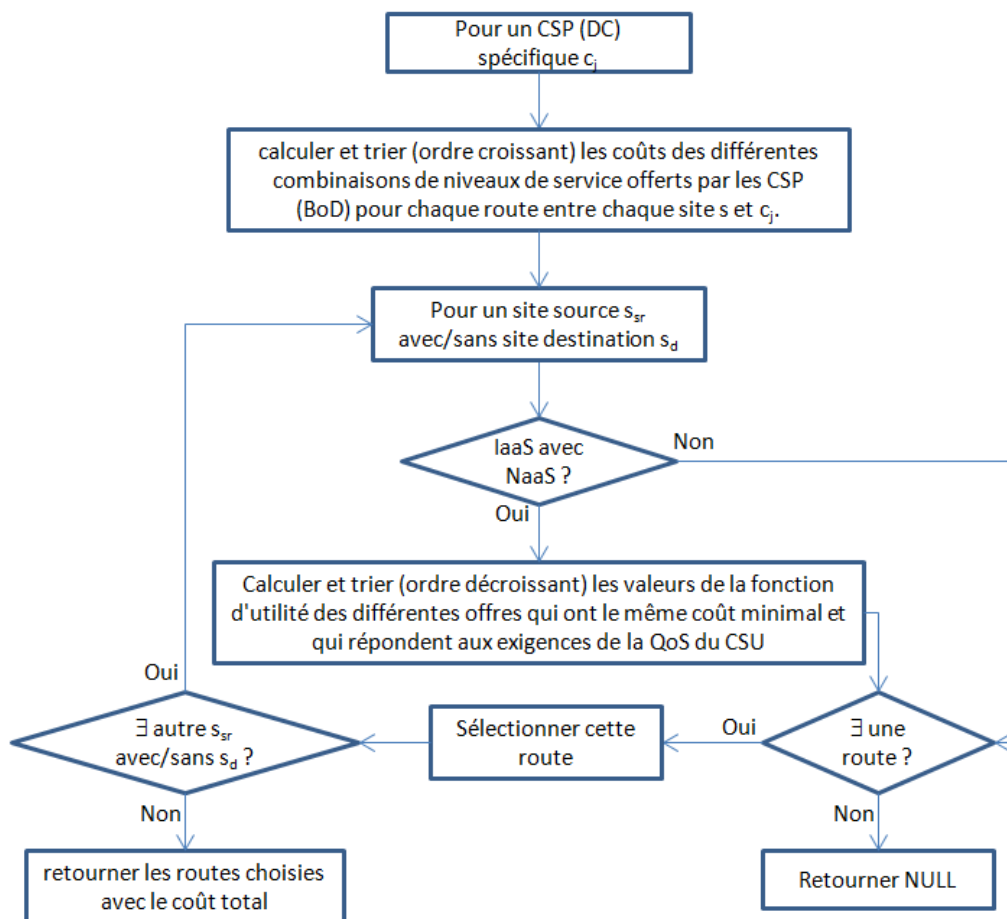 Pour un CSP (DC)
spécifique cj
calculer et trier (ordre croissant) les coûts des différentes
combinaisons de niveaux de service offerts par les CSP
(BoD) pour chaque route entre chaque site s et cj.
Pour un site source ssr
avec/sans site destination sd
IaaS avec
NaaS ?
Non
Oui
Calculer et trier (ordre décroissant) les valeurs de la fonction
d'utilité des différentes offres qui ont le même coût minimal et
qui répondent aux exigences de la QoS du CSU
Oui
∃ autre ssr
avec/sans sd ?
Sélectionner cette
route
Oui
∃ une
route ?
Non
Non
retourner les routes choisies
avec le coût total
Retourner NULL